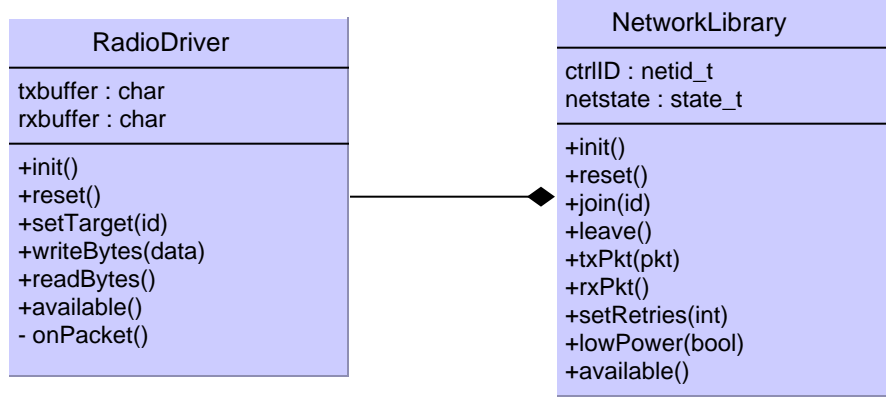 RadioDriver
txbuffer : char
rxbuffer : char
+init()
+reset()
+setTarget(id)
+writeBytes(data)
+readBytes()
+available()
- onPacket()
NetworkLibrary
ctrlID : netid_t
netstate : state_t
+init()
+reset()
+join(id)
+leave()
+txPkt(pkt)
+rxPkt()
+setRetries(int)
+lowPower(bool)
+available()